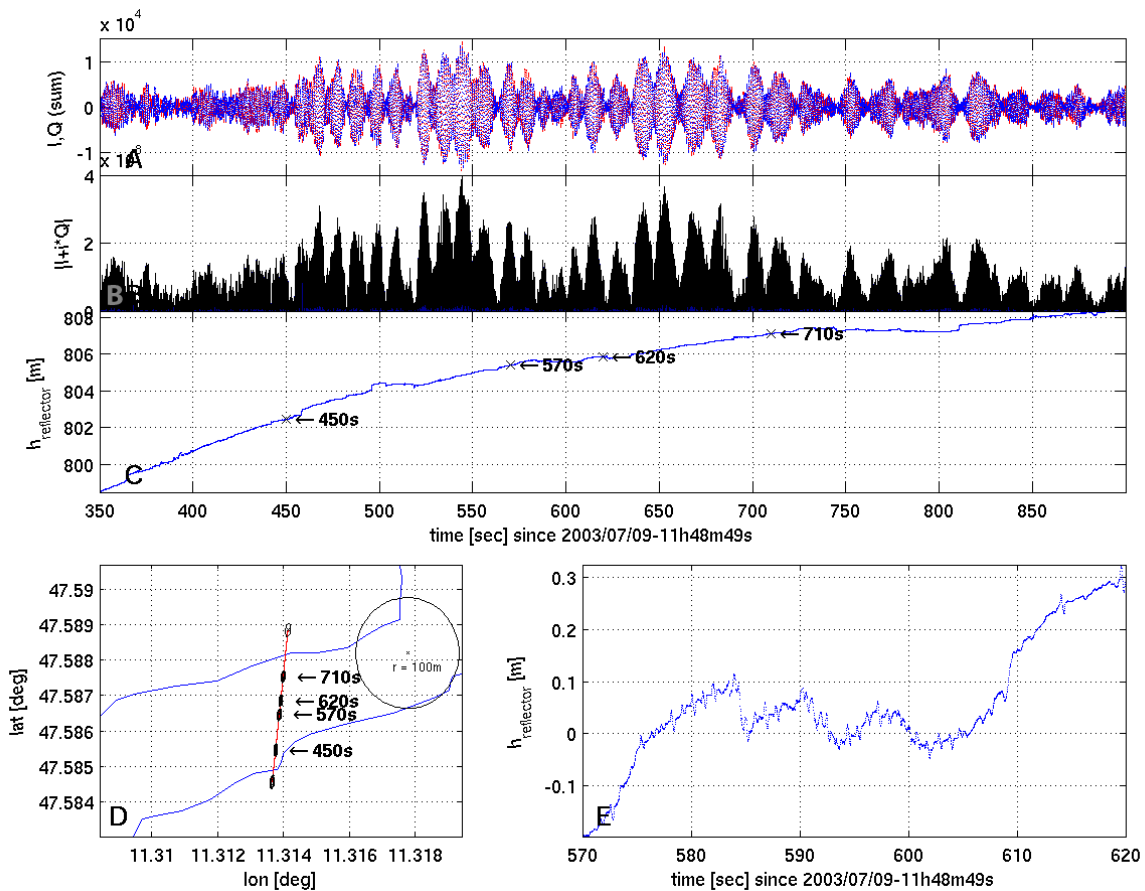 x 10⁴
1
0
-1
I,Q (sum)
A
x 10
4
2
0
|I+i*Q|
B
808
806
804
802
800
h_reflector [m]
450s
570s
620s
710s
C
350 400 450 500 550 600 650 700 750 800 850
time [sec] since 2003/07/09-11h48m49s
47.59
47.589
47.588
47.587
47.586
47.585
47.584
lat [deg]
r = 100m
710s
620s
570s
450s
D
11.31 11.312 11.314 11.316 11.318
lon [deg]
0.3
0.2
0.1
0
-0.1
h_reflector [m]
E
570 580 590 600 610 620
time [sec] since 2003/07/09-11h48m49s